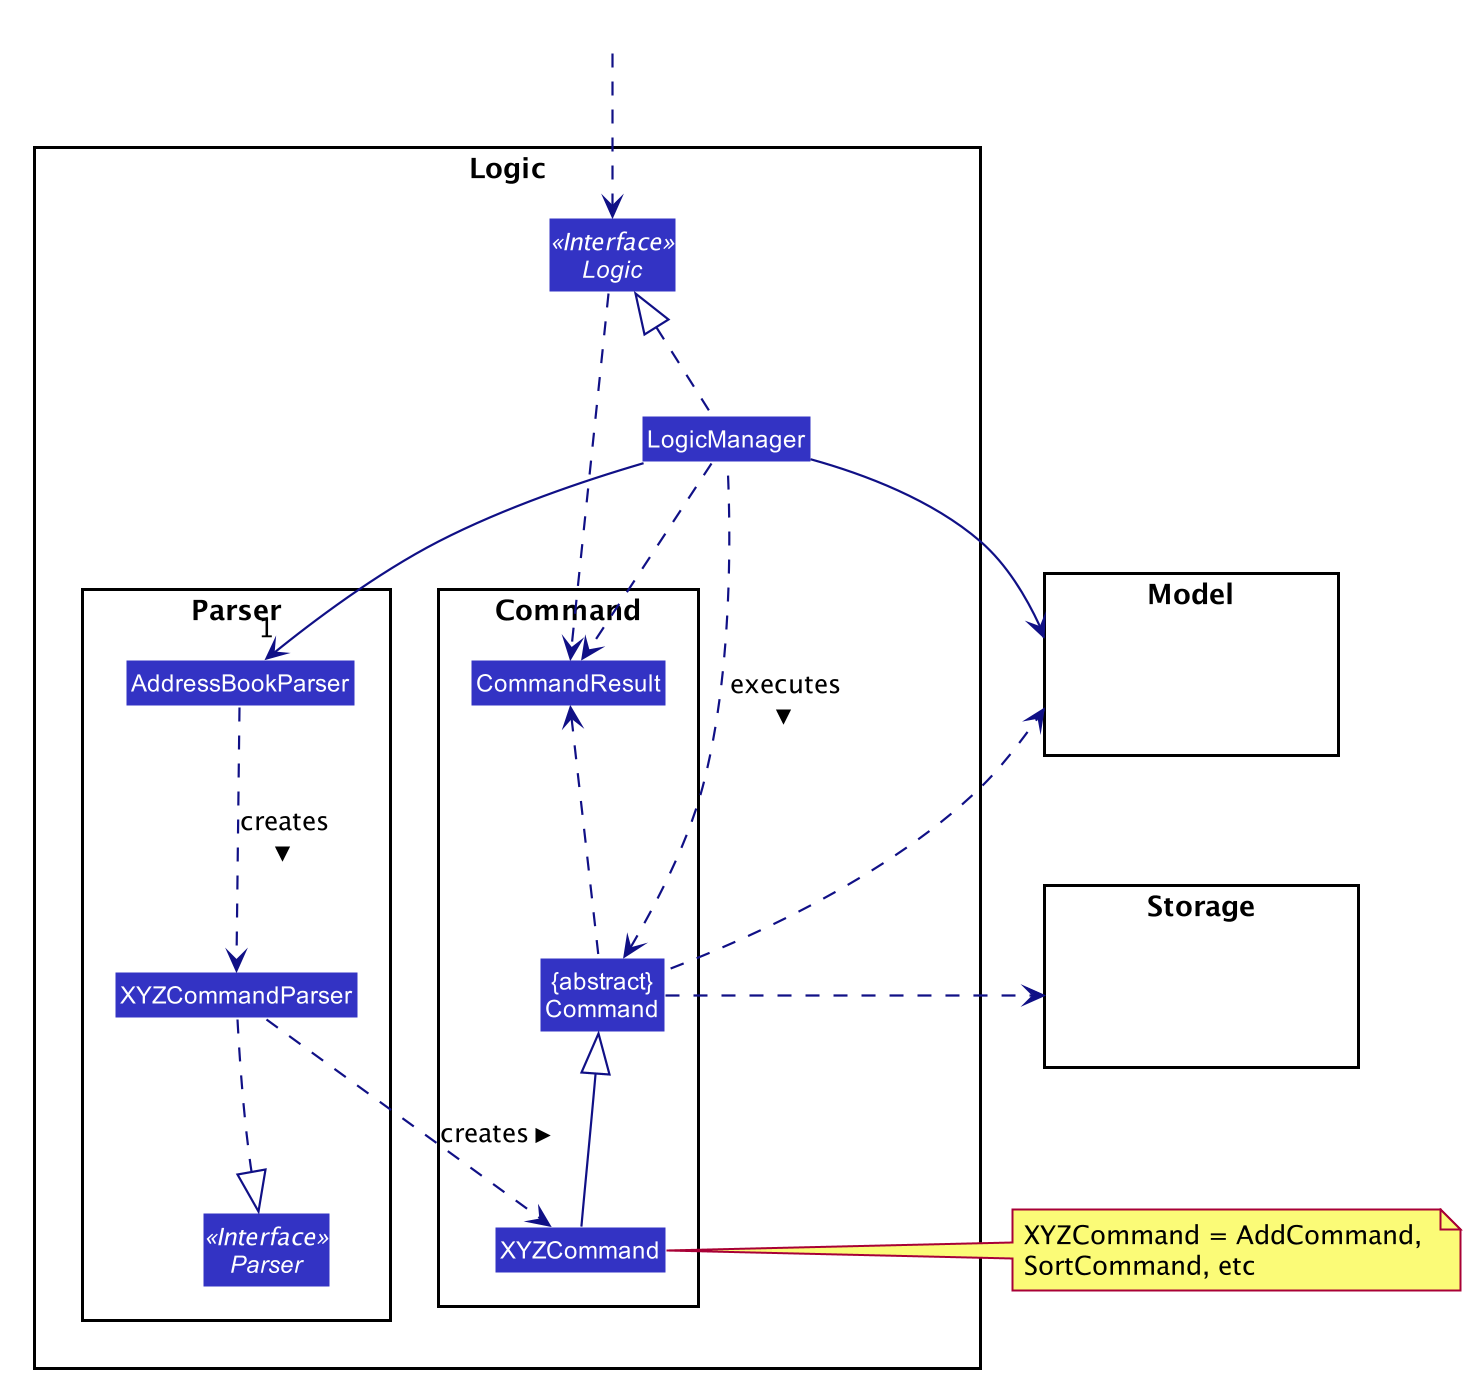 Logic
«Interface»
Logic
LogicManager
Parser
1
AddressBookParser
creates
▼
XYZCommandParser
«Interface»
Parser
Command
CommandResult
executes
▼
{abstract}
Command
creates ►
XYZCommand
Model
Storage
XYZCommand = AddCommand,
SortCommand, etc